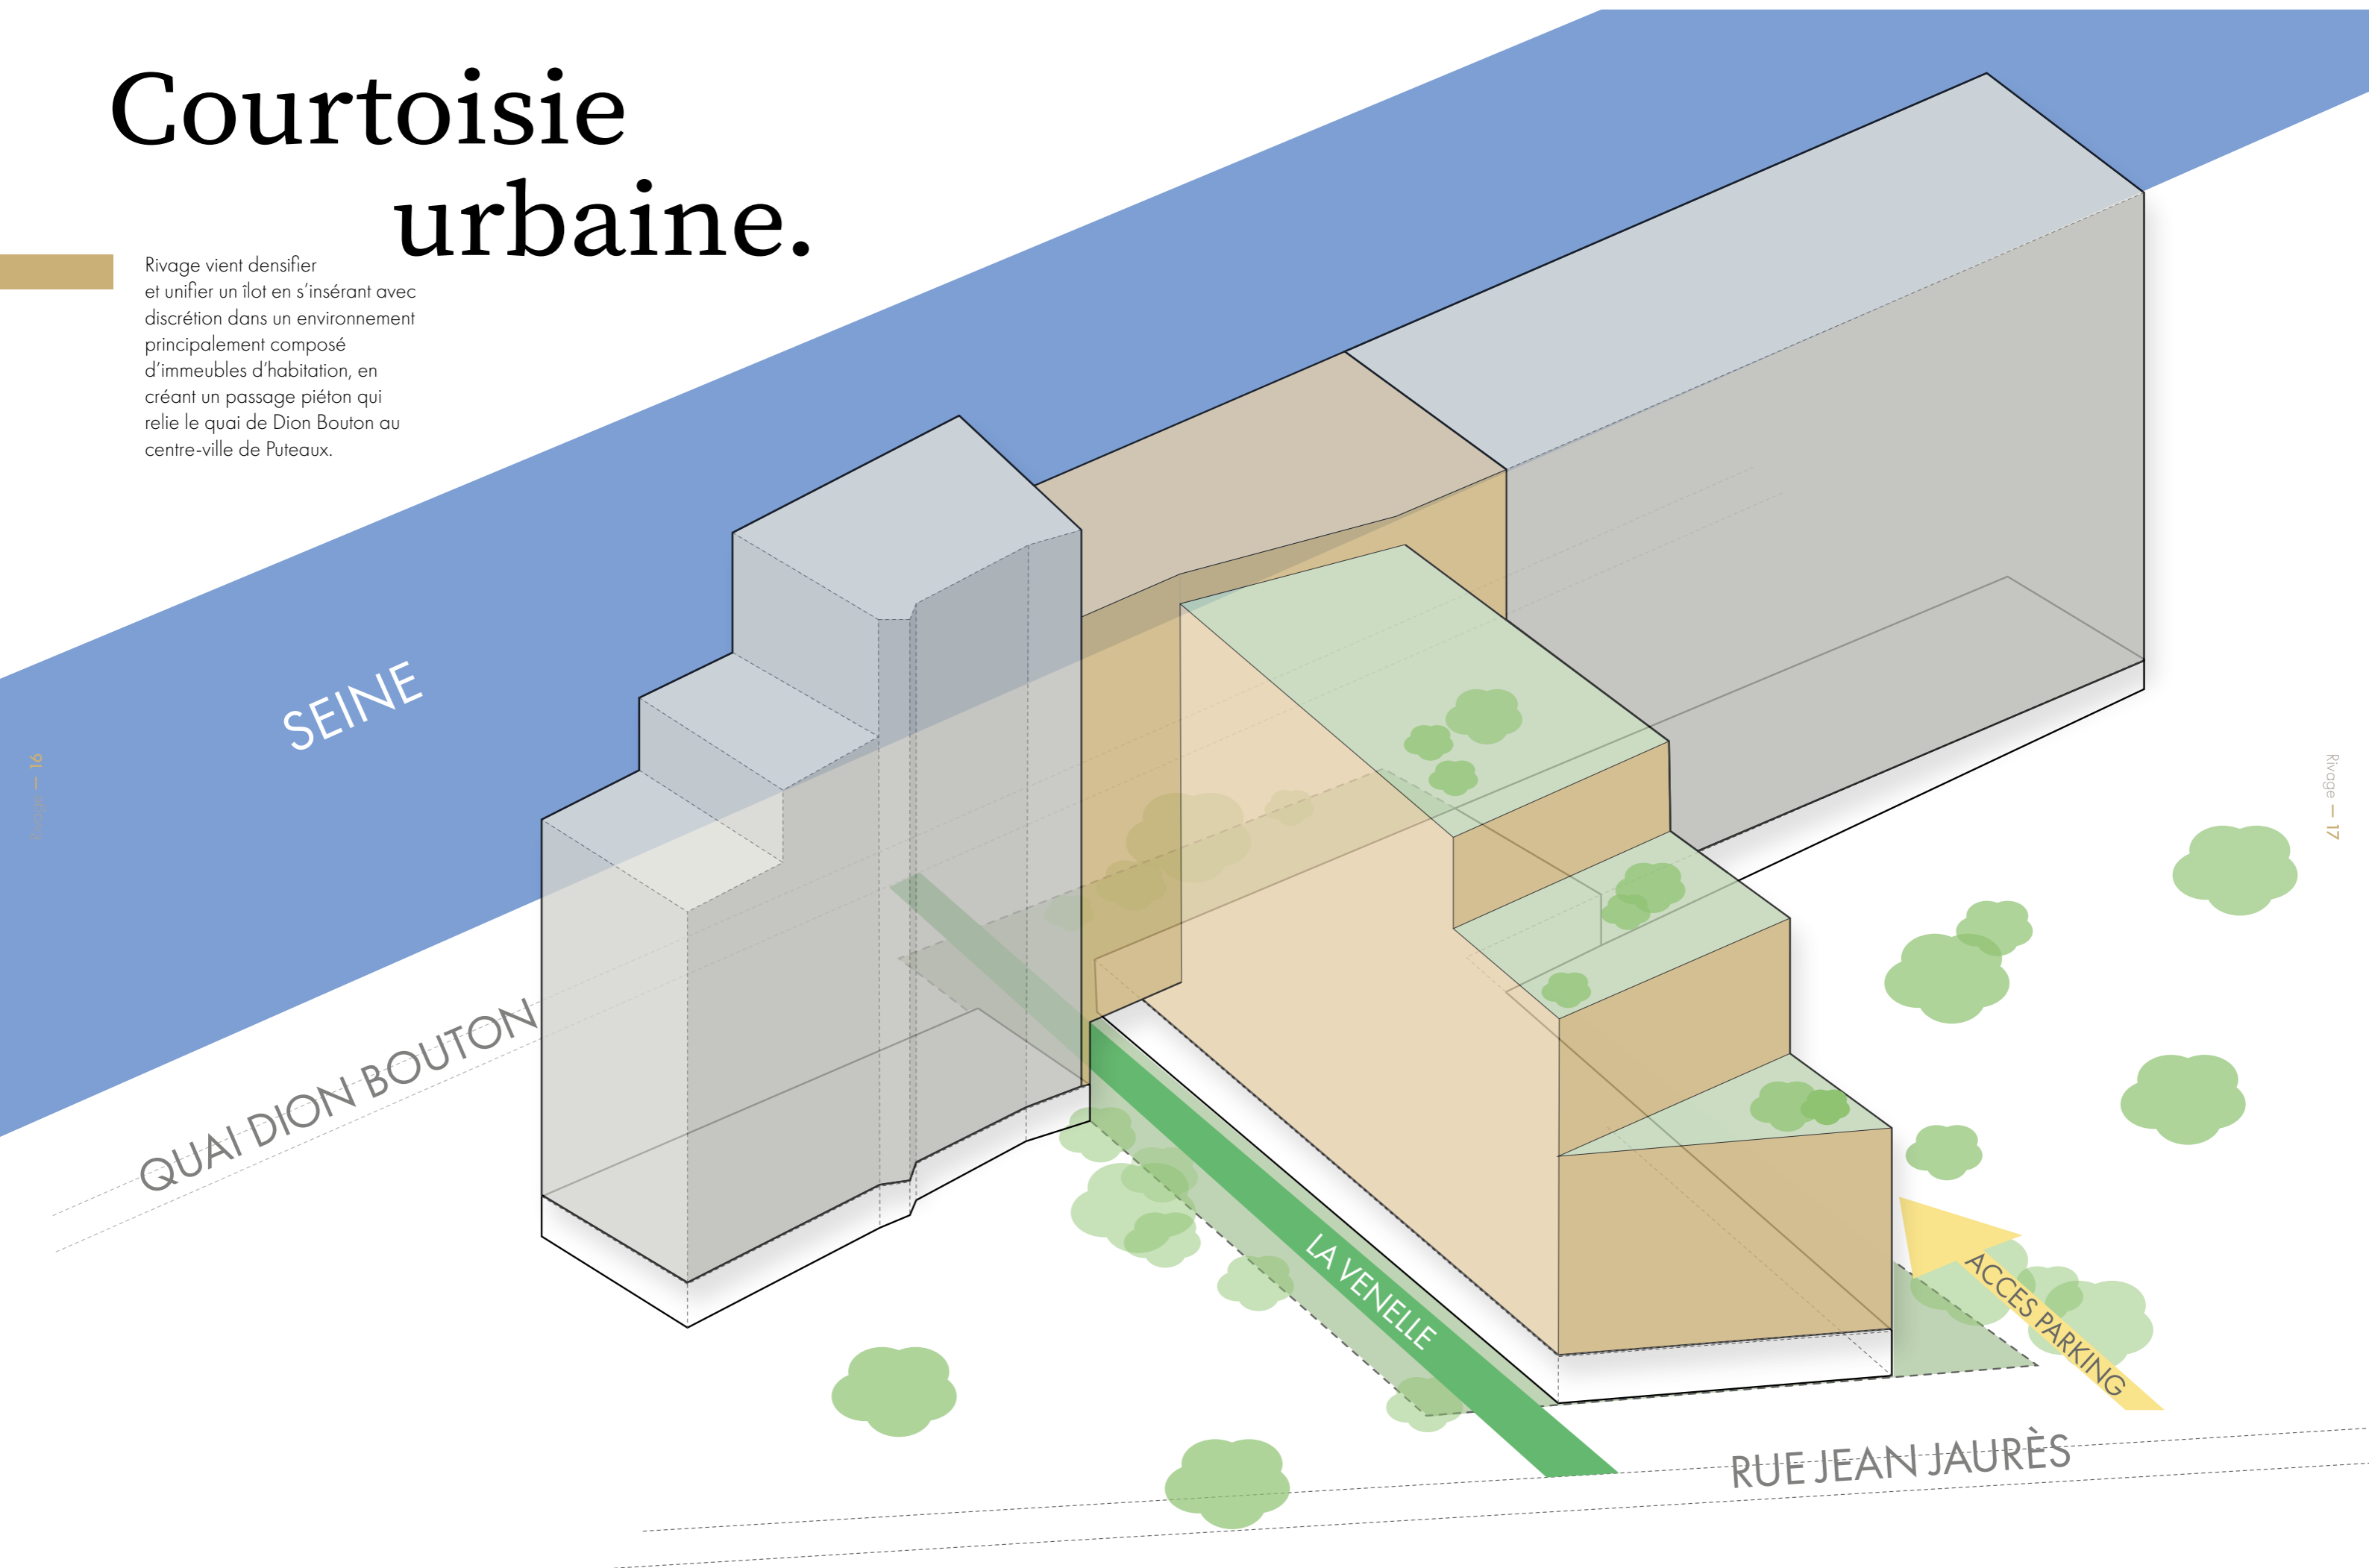 Courtoisie
urbaine.
Rivage vient densifier
et unifier un îlot en s’insérant avec
discrétion dans un environnement
principalement composé
d’immeubles d’habitation, en
créant un passage piéton qui
relie le quai de Dion Bouton au
centre-ville de Puteaux.
SEINE
QUAI DION BOUTON
LA VENELLE
ACCES PARKING
RUE JEAN JAURÈS
Rivage — 16
Rivage — 17